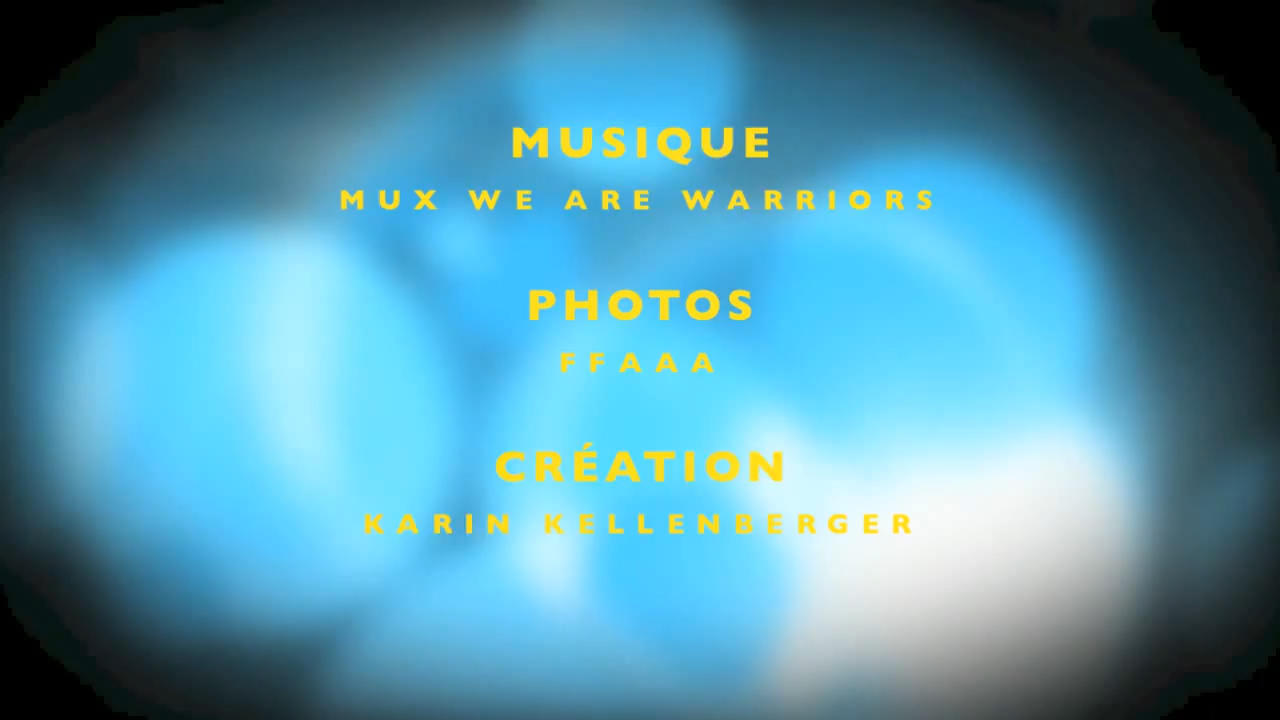 MUSIQUE
MUX WE ARE WARRIORS
PHOTOS
FFAAA
CRÉATION
KARIN KELLENBERGER